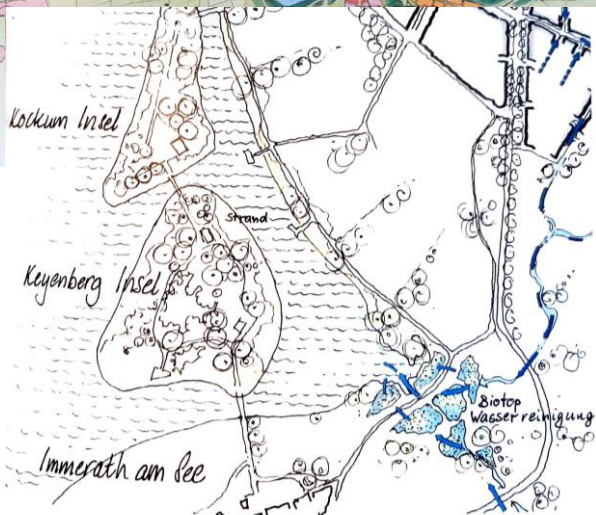 Kockum Insel
Strand
Keyenberg Insel
Biotop
Wasserreinigung
Immerath am See